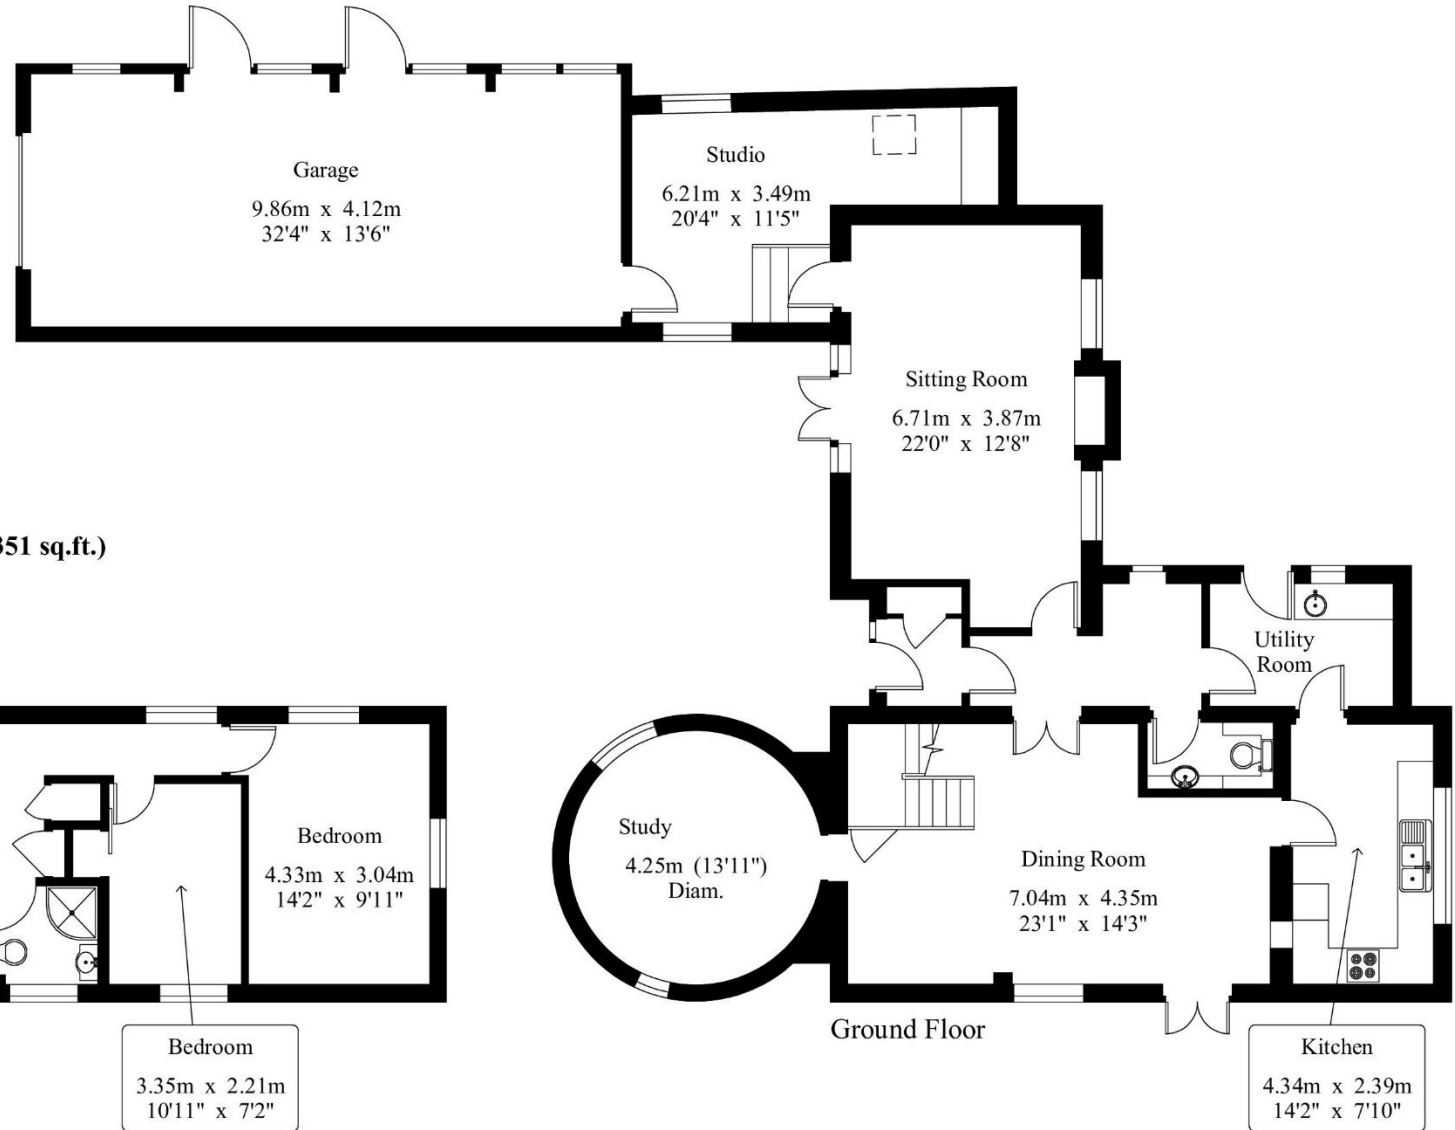 Garage
9.86m x 4.12m
32'4" x 13'6"
Studio
6.21m x 3.49m
20'4" x 11'5"
Sitting Room
6.71m x 3.87m
22'0" x 12'8"
351 sq.ft.)
Utility
Room
Bedroom
4.33m x 3.04m
14'2" x 9'11"
Study
4.25m (13'11")
Diam.
Dining Room
7.04m x 4.35m
23'1" x 14'3"
Ground Floor
Bedroom
3.35m x 2.21m
10'11" x 7'2"
Kitchen
4.34m x 2.39m
14'2" x 7'10"